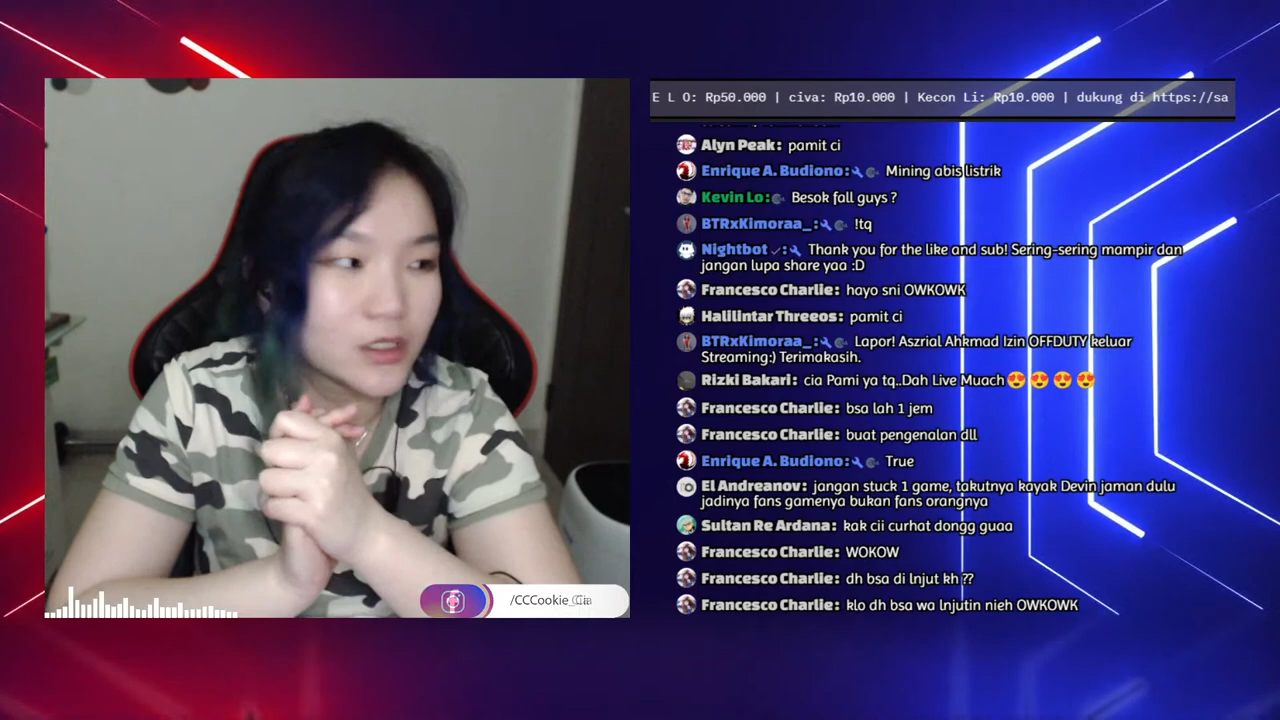 E L O: Rp50.000 | civa: Rp10.000 | Kecon Li: Rp10.000 | dukung di https://sa
Alyn Peak: pamit ci
Enrique A. Budiono: Mining abis listrik
Kevin Lo: Besok fall guys ?
BTRxKimoraa_: !tq
Nightbot: Thank you for the like and sub! Sering-sering mampir dan
jangan lupa share yaa :D
Francesco Charlie: hayo sni OWKOWK
Halilintar Threeos: pamit ci
BTRxKimoraa_: Lapor! Aszrial Ahkmad Izin OFFDUTY keluar
Streaming:) Terimakasih.
Rizki Bakari: cia Pami ya tq..Dah Live Muach 😍 😍 😍 😍
Francesco Charlie: bsa lah 1 jem
Francesco Charlie: buat pengenalan dll
Enrique A. Budiono: True
El Andreanov: jangan stuck 1 game, takutnya kayak Devin jaman dulu
jadinya fans gamenya bukan fans orangnya
Sultan Re Ardana: kak cii curhat dongg guaa
Francesco Charlie: WOKOW
Francesco Charlie: dh bsa di lnjut kh ??
Francesco Charlie: klo dh bsa wa lnjutin nieh OWKOWK
/CCCookie_Cia